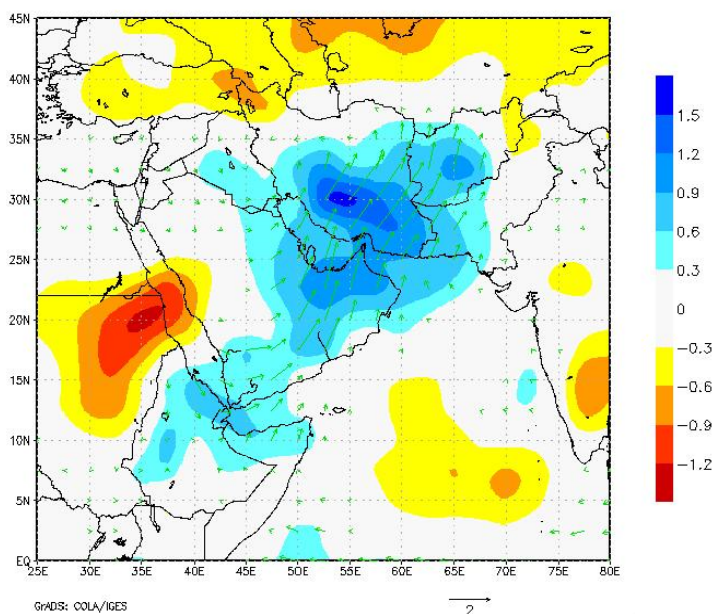 45N
40N
35N
30N
25N
20N
15N
10N
5N
EQ
25E 30E 35E 40E 45E 50E 55E 60E 65E 70E 75E 80E
1.5
1.2
0.9
0.6
0.3
0
−0.3
−0.6
−0.9
−1.2
GrADS: COLA/IGES
2